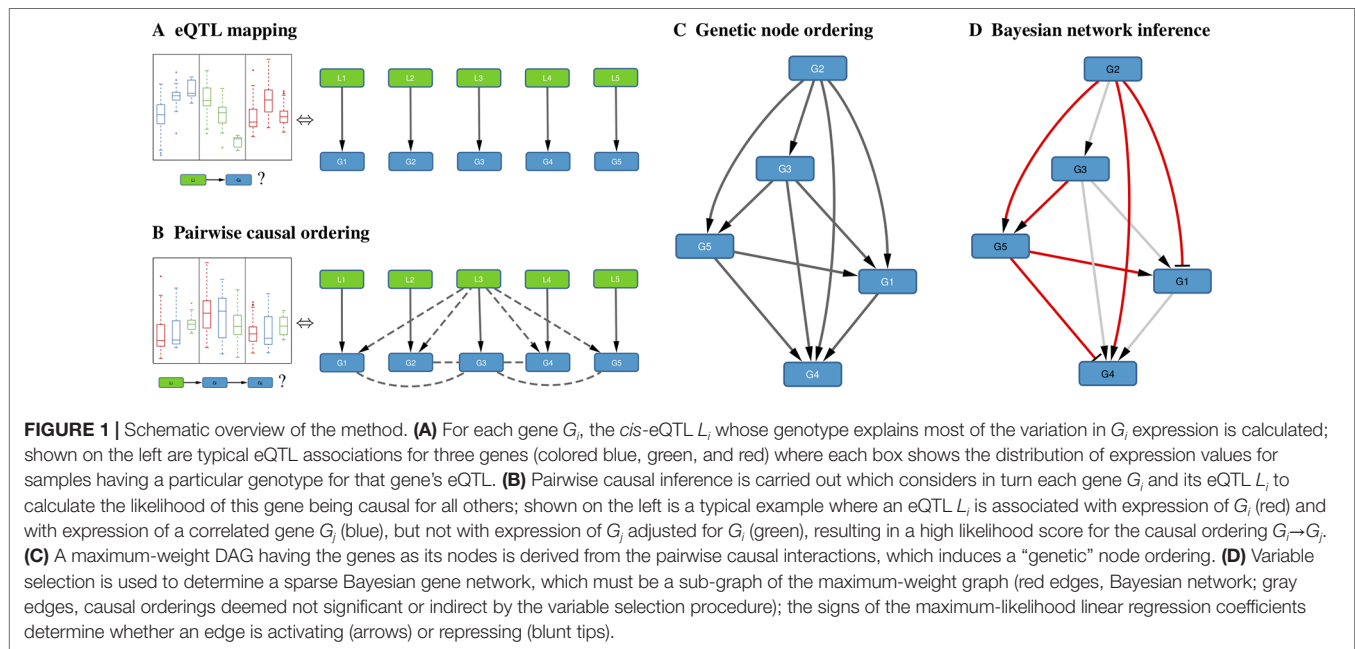 A eQTL mapping
L1 L2 L3 L4 L5
⇔
G1 G2 G3 G4 G5
?
B Pairwise causal ordering
L1 L2 L3 L4 L5
⇔
G1 G2 G3 G4 G5
?
C Genetic node ordering
G2
G3
G5
G1
G4
D Bayesian network inference
G2
G3
G5
G1
G4
FIGURE 1 | Schematic overview of the method. (A) For each gene Gi, the cis-eQTL Li whose genotype explains most of the variation in Gi expression is calculated;
shown on the left are typical eQTL associations for three genes (colored blue, green, and red) where each box shows the distribution of expression values for
samples having a particular genotype for that gene's eQTL. (B) Pairwise causal inference is carried out which considers in turn each gene Gi and its eQTL Li to
calculate the likelihood of this gene being causal for all others; shown on the left is a typical example where an eQTL Li is associated with expression of Gi (red) and
with expression of a correlated gene Gj (blue), but not with expression of Gj adjusted for Gi (green), resulting in a high likelihood score for the causal ordering Gi→Gj.
(C) A maximum-weight DAG having the genes as its nodes is derived from the pairwise causal interactions, which induces a "genetic" node ordering. (D) Variable
selection is used to determine a sparse Bayesian gene network, which must be a sub-graph of the maximum-weight graph (red edges, Bayesian network; gray
edges, causal orderings deemed not significant or indirect by the variable selection procedure); the signs of the maximum-likelihood linear regression coefficients
determine whether an edge is activating (arrows) or repressing (blunt tips).